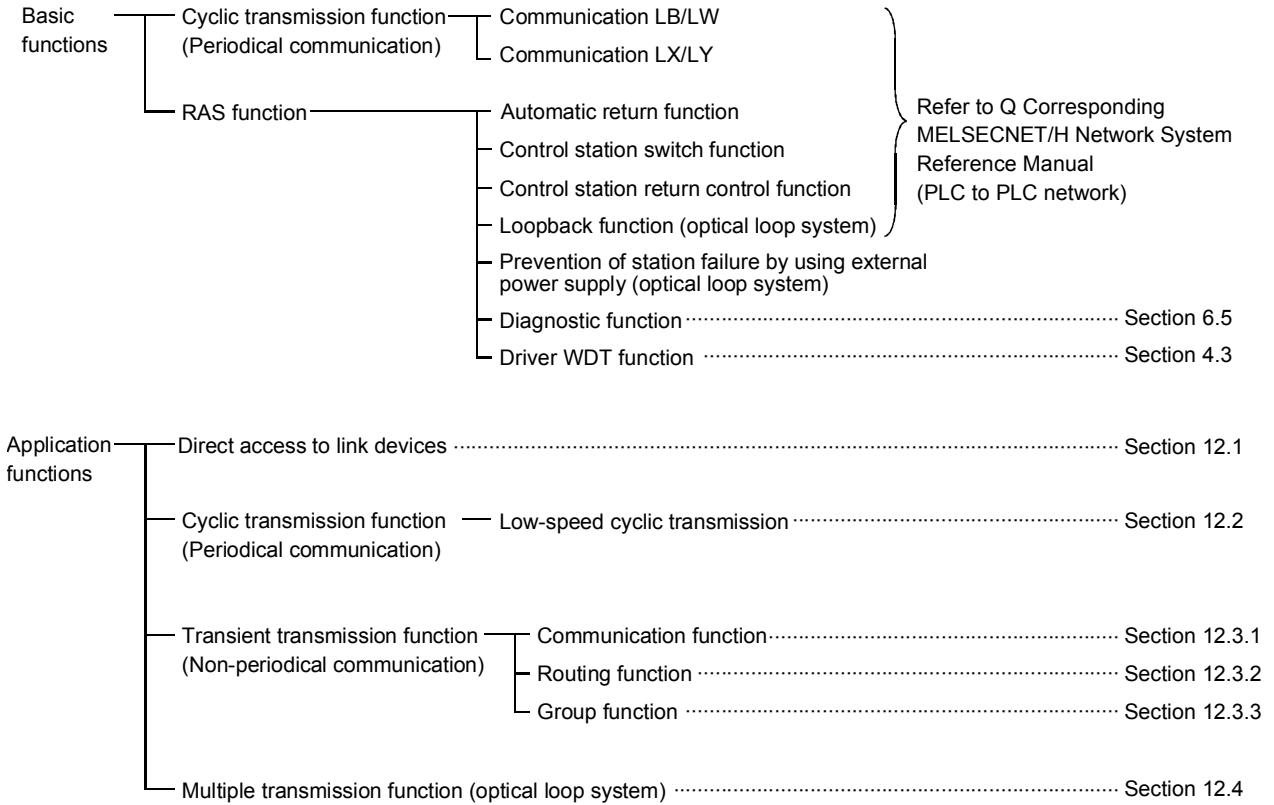 Basic
functions
Cyclic transmission function
(Periodical communication)
Communication LB/LW
Communication LX/LY
RAS function
Automatic return function
Control station switch function
Control station return control function
Loopback function (optical loop system)
Refer to Q Corresponding
MELSECNET/H Network System
Reference Manual
(PLC to PLC network)
Prevention of station failure by using external
power supply (optical loop system)
Diagnostic function Section 6.5
Driver WDT function Section 4.3
Application
functions
Direct access to link devices Section 12.1
Cyclic transmission function
(Periodical communication)
Low-speed cyclic transmission Section 12.2
Transient transmission function
(Non-periodical communication)
Communication function Section 12.3.1
Routing function Section 12.3.2
Group function Section 12.3.3
Multiple transmission function (optical loop system) Section 12.4